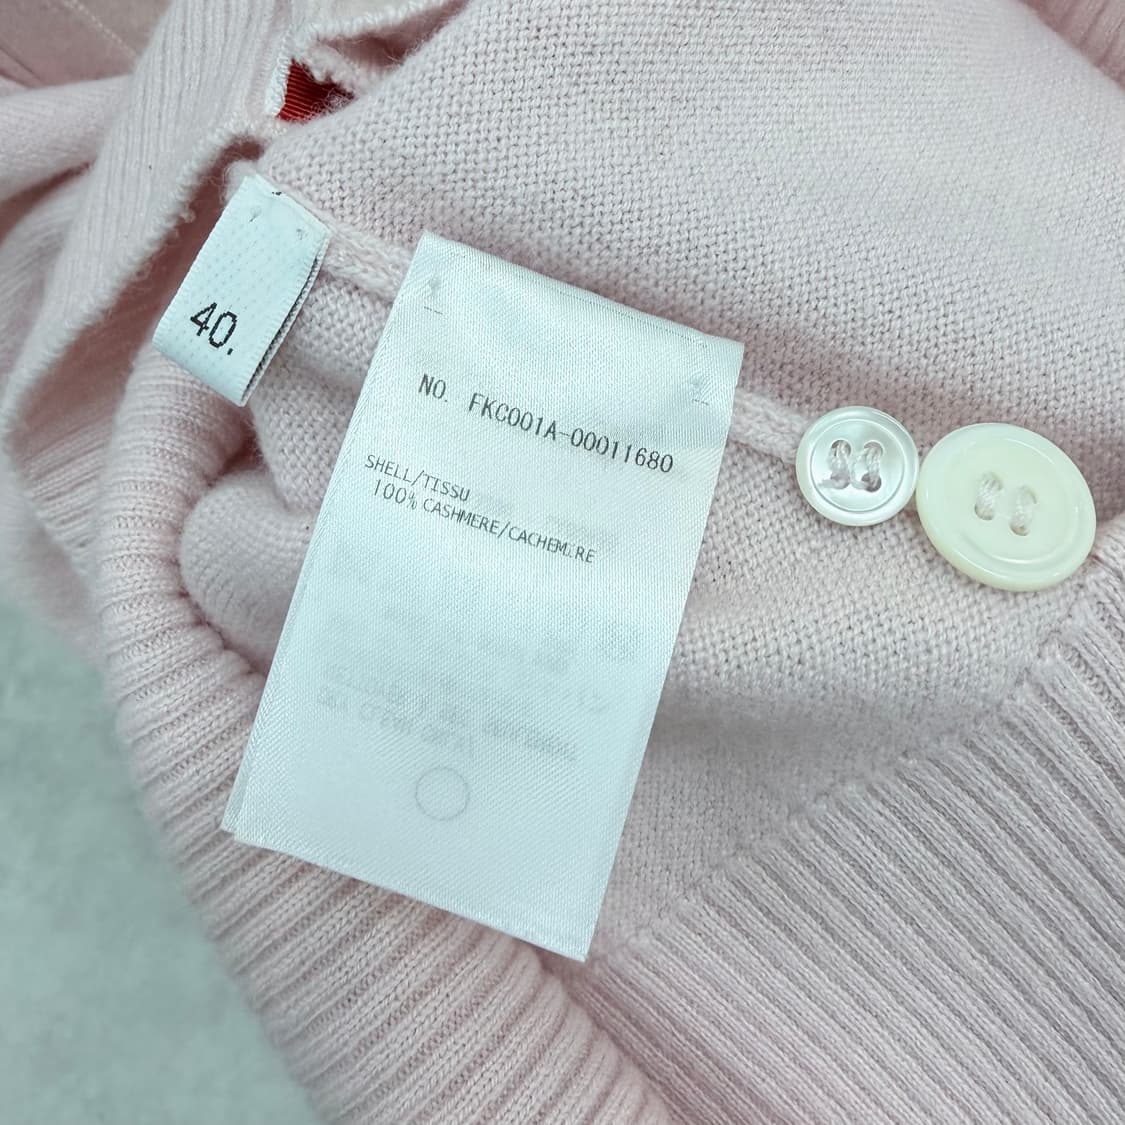 40.
NO. FKC001A-00011680
SHELL/TISSU
100% CASHMERE/CACHEMIRE